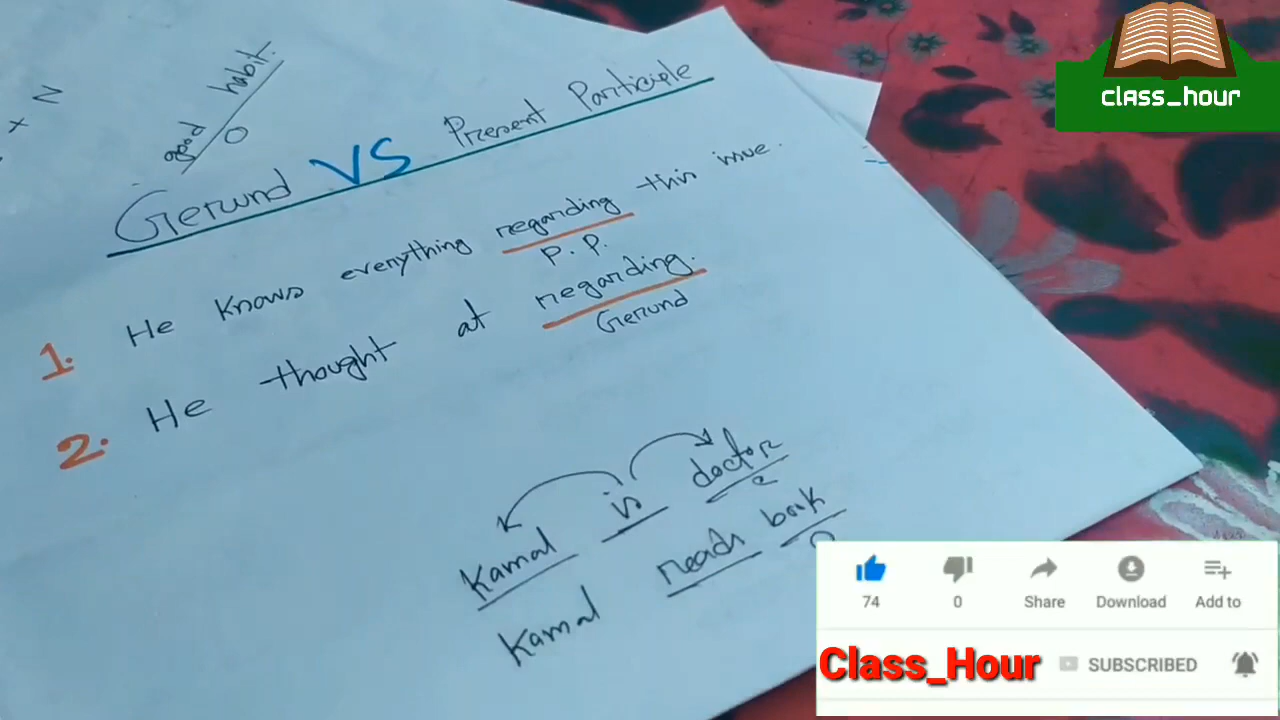 class_hour
× N
good habit.
O
Gerund VS Present Participle
1. He knows everything regarding this issue.
P. P.
2. He thought at regarding.
Gerund
Kamal is doctor
c
Kamal reads book
O
74
0
Share
Download
Add to
Class_Hour
SUBSCRIBED